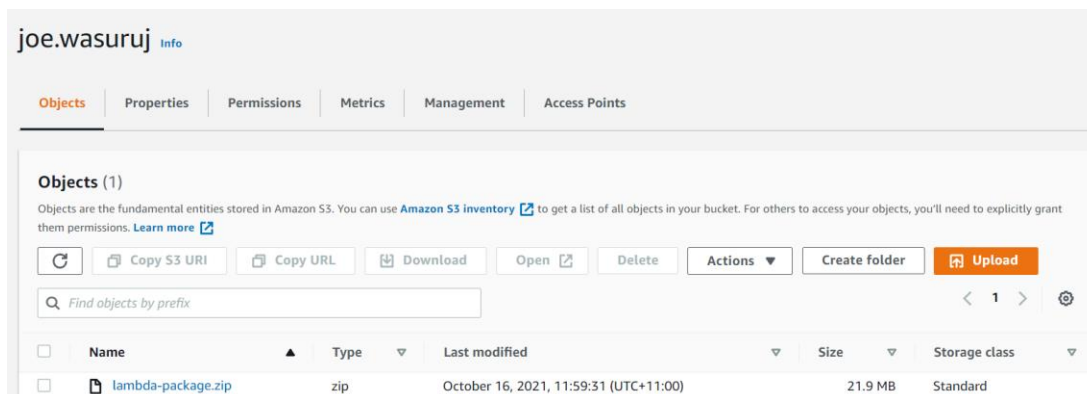 joe.wasuruj Info
Objects Properties Permissions Metrics Management Access Points
Objects (1)
Objects are the fundamental entities stored in Amazon S3. You can use Amazon S3 inventory to get a list of all objects in your bucket. For others to access your objects, you'll need to explicitly grant
them permissions. Learn more
Copy S3 URI Copy URL Download Open Delete Actions Create folder Upload
Find objects by prefix 1
Name Type Last modified Size Storage class
lambda-package.zip zip October 16, 2021, 11:59:31 (UTC+11:00) 21.9 MB Standard